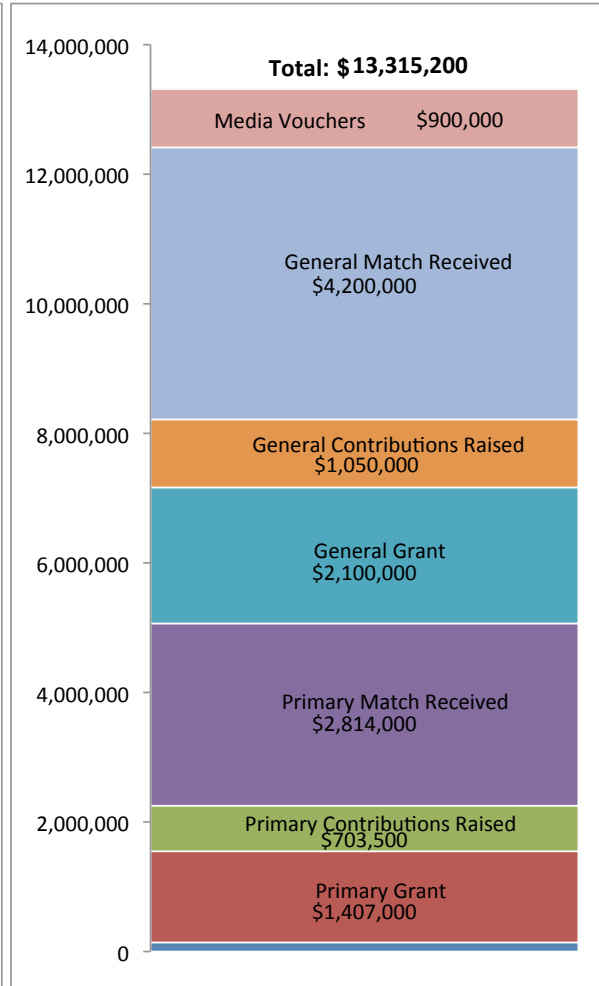 14,000,000
Total: $ 13,315,200
Media Vouchers $900,000
12,000,000
General Match Received
$4,200,000
10,000,000
8,000,000
General Contributions Raised
$1,050,000
6,000,000
General Grant
$2,100,000
4,000,000
Primary Match Received
$2,814,000
2,000,000
Primary Contributions Raised
$703,500
Primary Grant
$1,407,000
0